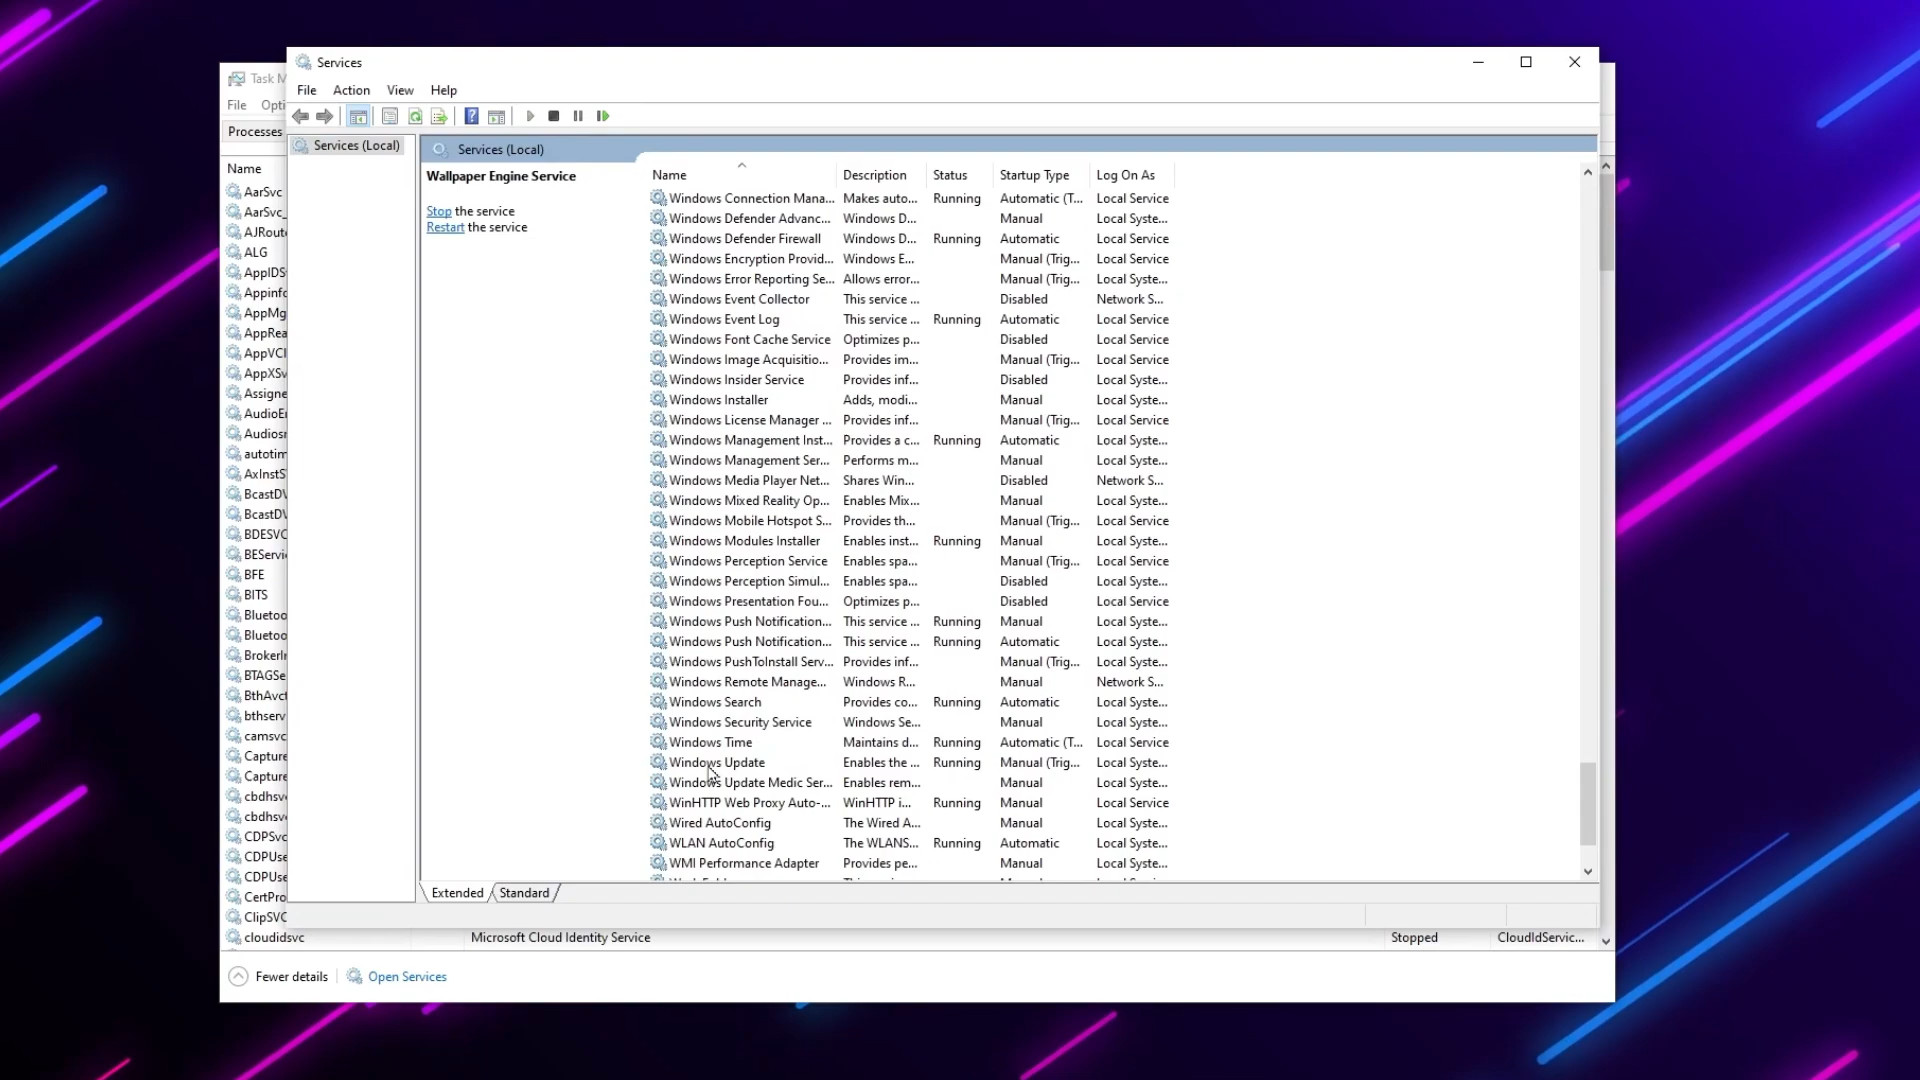 Task M
File Opti
Processes
Name
AarSvc
AarSvc_
AJRoute
ALG
AppIDS
Appinfo
AppMg
AppRea
AppVCl
AppXSv
Assigne
AudioEn
Audiosr
autotim
AxInstS
BcastDV
BcastDV
BDESVC
BEServic
BFE
BITS
Bluetoo
Bluetoo
BrokerIn
BTAGSe
BthAvct
bthserv
camsvc
Capture
Capture
cbdhsv
cbdhsv
CDPSvc
CDPUse
CDPUse
CertPro
ClipSVC
cloudidsvc Microsoft Cloud Identity Service Stopped CloudIdServic...
Fewer details Open Services
Services
File Action View Help
Services (Local)
Services (Local)
Wallpaper Engine Service
Stop the service
Restart the service
Name Description Status Startup Type Log On As
Windows Connection Mana... Makes auto... Running Automatic (T... Local Service
Windows Defender Advanc... Windows D... Manual Local Syste...
Windows Defender Firewall Windows D... Running Automatic Local Service
Windows Encryption Provid... Windows E... Manual (Trig... Local Service
Windows Error Reporting Se... Allows error... Manual (Trig... Local Syste...
Windows Event Collector This service ... Disabled Network S...
Windows Event Log This service ... Running Automatic Local Service
Windows Font Cache Service Optimizes p... Disabled Local Service
Windows Image Acquisitio... Provides im... Manual (Trig... Local Service
Windows Insider Service Provides inf... Disabled Local Syste...
Windows Installer Adds, modi... Manual Local Syste...
Windows License Manager ... Provides inf... Manual (Trig... Local Service
Windows Management Inst... Provides a c... Running Automatic Local Syste...
Windows Management Ser... Performs m... Manual Local Syste...
Windows Media Player Net... Shares Win... Disabled Network S...
Windows Mixed Reality Op... Enables Mix... Manual Local Syste...
Windows Mobile Hotspot S... Provides th... Manual (Trig... Local Service
Windows Modules Installer Enables inst... Running Manual Local Syste...
Windows Perception Service Enables spa... Manual (Trig... Local Service
Windows Perception Simul... Enables spa... Disabled Local Syste...
Windows Presentation Fou... Optimizes p... Disabled Local Service
Windows Push Notification... This service ... Running Manual Local Syste...
Windows Push Notification... This service ... Running Automatic Local Syste...
Windows PushToInstall Serv... Provides inf... Manual (Trig... Local Syste...
Windows Remote Manage... Windows R... Manual Network S...
Windows Search Provides co... Running Automatic Local Syste...
Windows Security Service Windows Se... Manual Local Syste...
Windows Time Maintains d... Running Automatic (T... Local Service
Windows Update Enables the ... Running Manual (Trig... Local Syste...
Windows Update Medic Ser... Enables rem... Manual Local Syste...
WinHTTP Web Proxy Auto-... WinHTTP i... Running Manual Local Service
Wired AutoConfig The Wired A... Manual Local Syste...
WLAN AutoConfig The WLANS... Running Automatic Local Syste...
WMI Performance Adapter Provides pe... Manual Local Syste...
Extended Standard